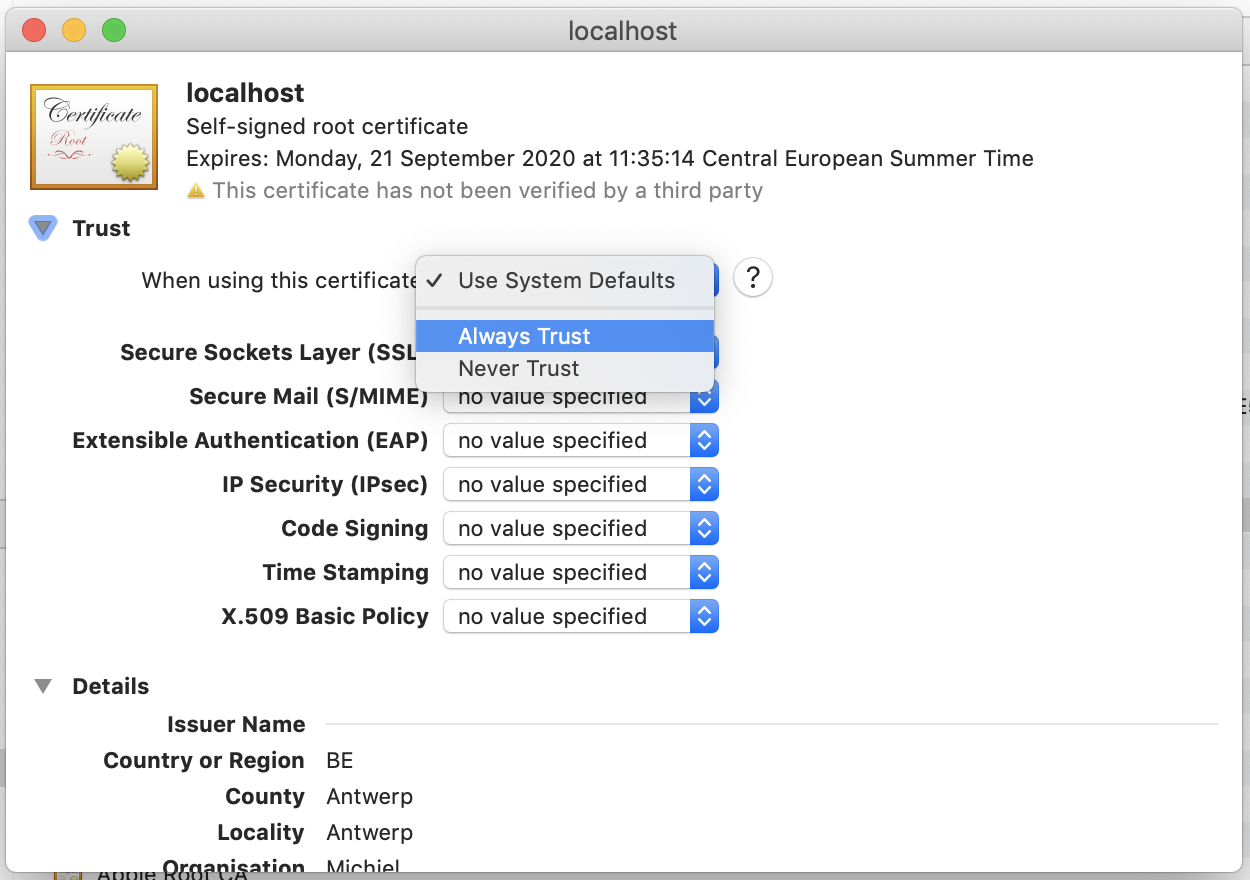 localhost
Certificate
Root
localhost
Self-signed root certificate
Expires: Monday, 21 September 2020 at 11:35:14 Central European Summer Time
This certificate has not been verified by a third party
Trust
When using this certificate
✓ Use System Defaults
?
Always Trust
Never Trust
Secure Sockets Layer (SSL
Secure Mail (S/MIME) no value specified
Extensible Authentication (EAP) no value specified
IP Security (IPsec) no value specified
Code Signing no value specified
Time Stamping no value specified
X.509 Basic Policy no value specified
Details
Issuer Name
Country or Region BE
County Antwerp
Locality Antwerp
Organisation Michiel
Apple Root CA